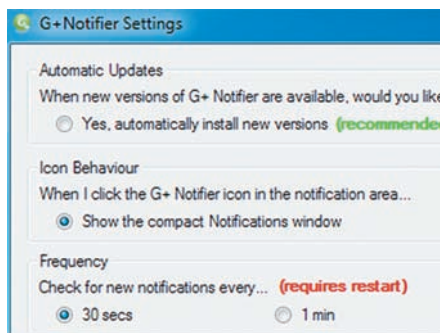 G+Notifier Settings
Automatic Updates
When new versions of G+ Notifier are available, would you like
Yes, automatically install new versions (recommended
Icon Behaviour
When I click the G+ Notifier icon in the notification area...
Show the compact Notifications window
Frequency
Check for new notifications every... (requires restart)
30 secs 1 min